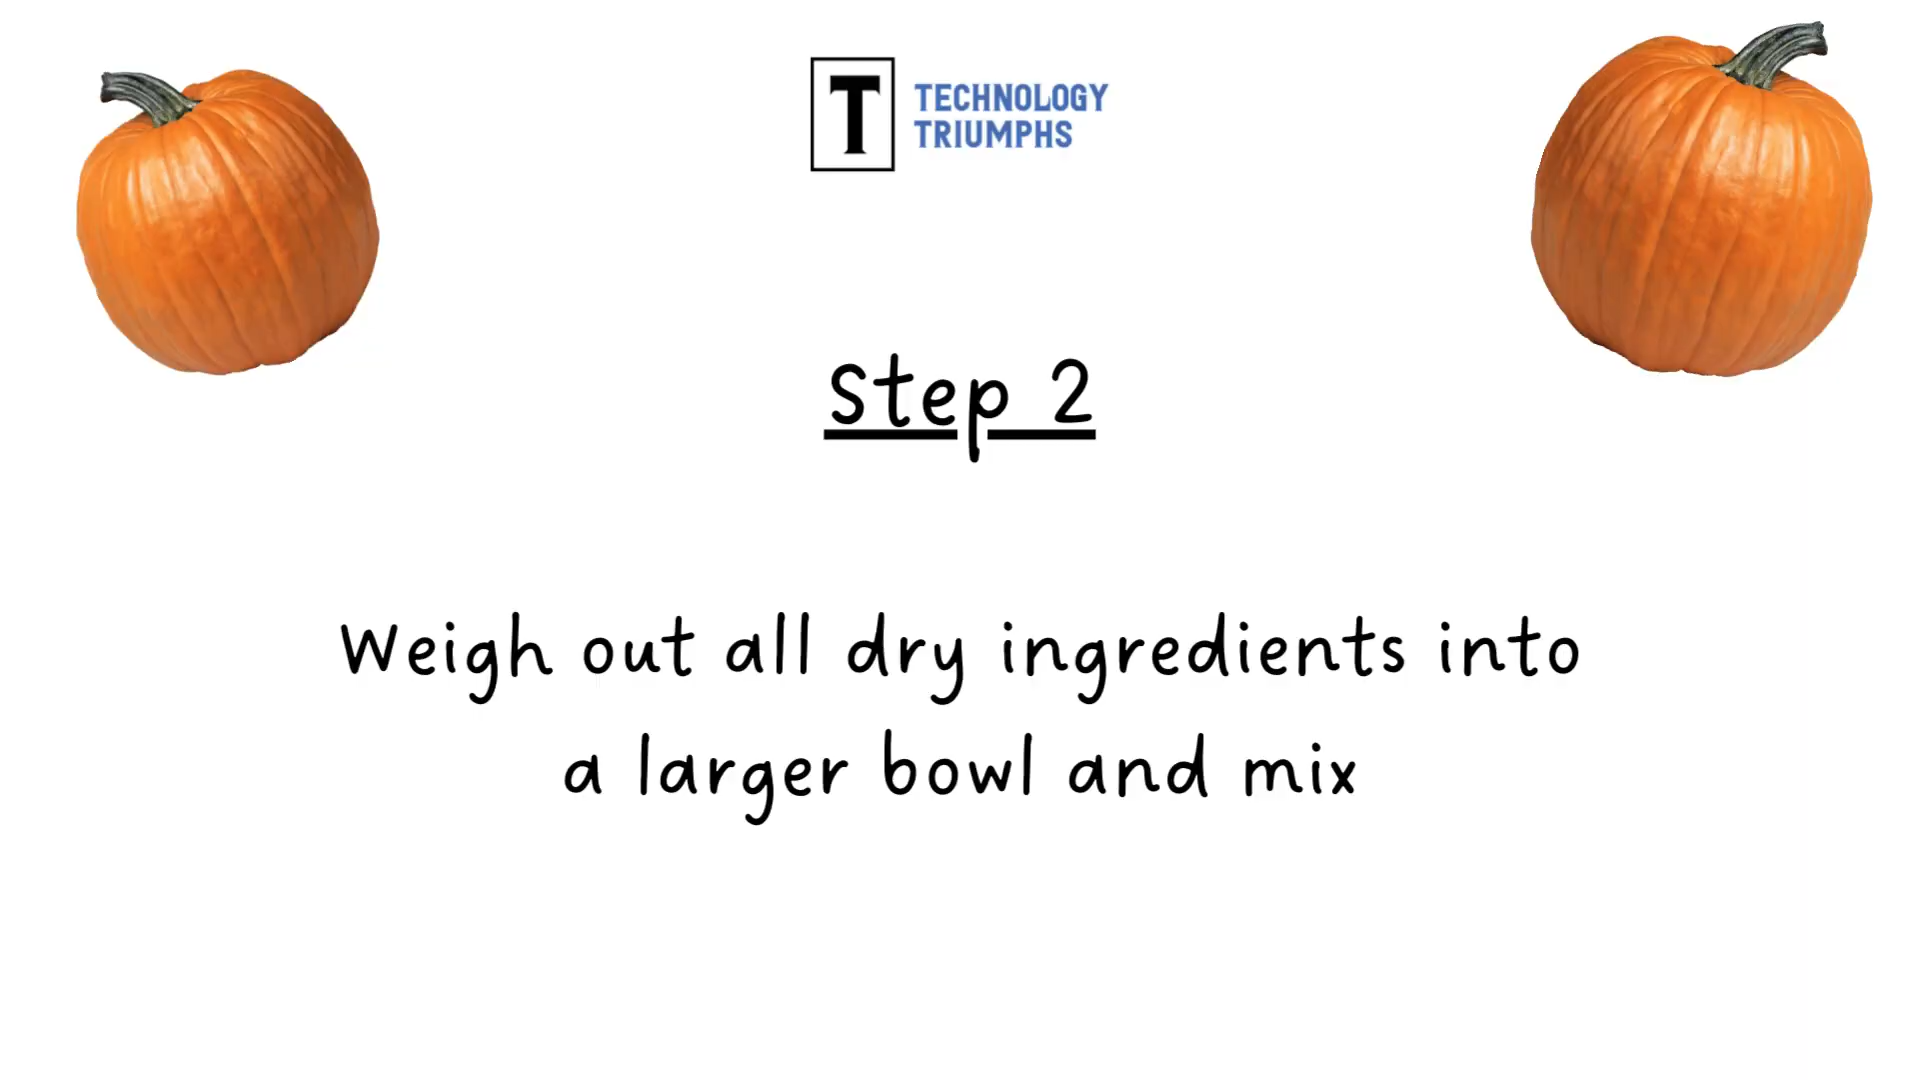 T
TECHNOLOGY
TRIUMPHS
Step 2
Weigh out all dry ingredients into
a larger bowl and mix